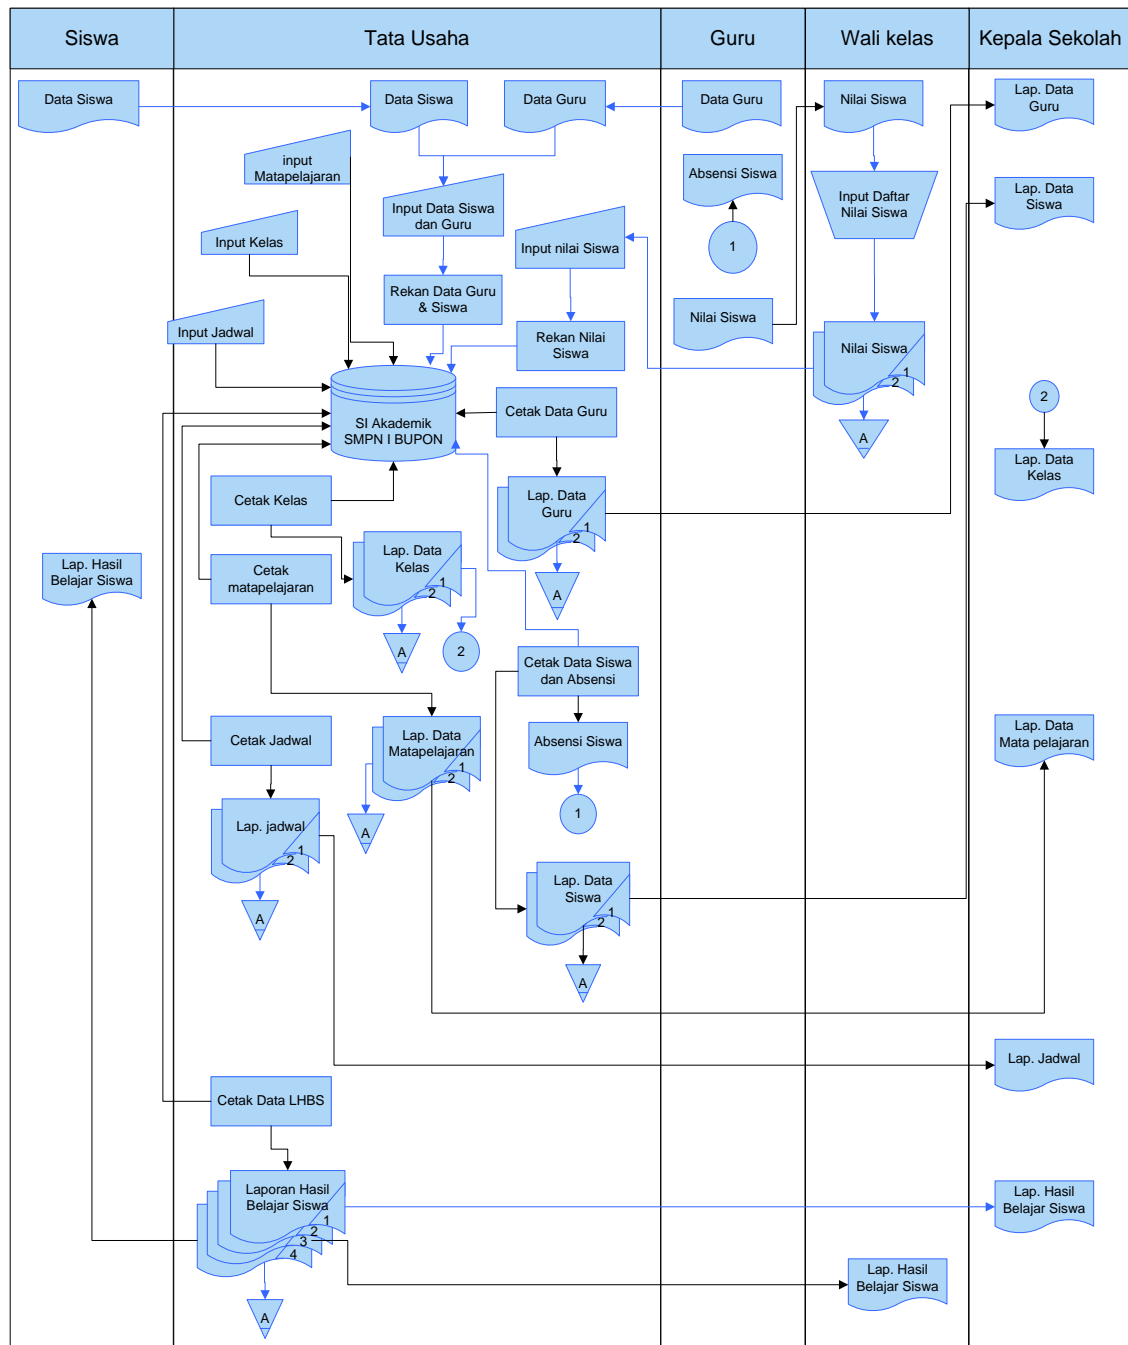 Siswa
Tata Usaha
Guru
Wali kelas
Kepala Sekolah
Data Siswa
Data Siswa
Data Guru
Data Guru
Nilai Siswa
Lap. Data
Guru
input
Matapelajaran
Absensi Siswa
Input Daftar
Nilai Siswa
Lap. Data
Siswa
Input Data Siswa
dan Guru
Input Kelas
Input nilai Siswa
1
Rekan Data Guru
& Siswa
Nilai Siswa
Input Jadwal
Rekan Nilai
Siswa
Nilai Siswa
1
2
A
SI Akademik
SMPN I BUPON
Cetak Data Guru
2
Lap. Data
Kelas
Cetak Kelas
Lap. Data
Guru
1
2
A
Lap. Hasil
Belajar Siswa
Cetak
matapelajaran
Lap. Data
Kelas
1
2
A
2
Cetak Data Siswa
dan Absensi
Cetak Jadwal
Lap. Data
Matapelajaran
1
2
A
Absensi Siswa
1
Lap. Data
Mata pelajaran
Lap. jadwal
1
2
A
Lap. Data
Siswa
1
2
A
Lap. Jadwal
Cetak Data LHBS
Laporan Hasil
Belajar Siswa
1
2
3
4
A
Lap. Hasil
Belajar Siswa
Lap. Hasil
Belajar Siswa